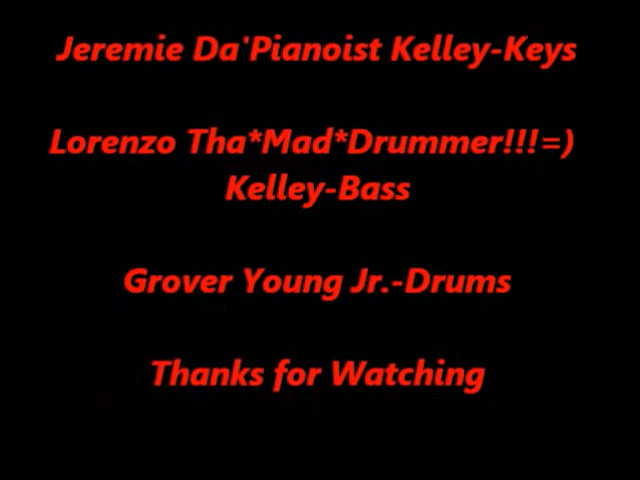 Jeremie Da'Pianoist Kelley-Keys
Lorenzo Tha*Mad*Drummer!!!=)
Kelley-Bass
Grover Young Jr.-Drums
Thanks for Watching